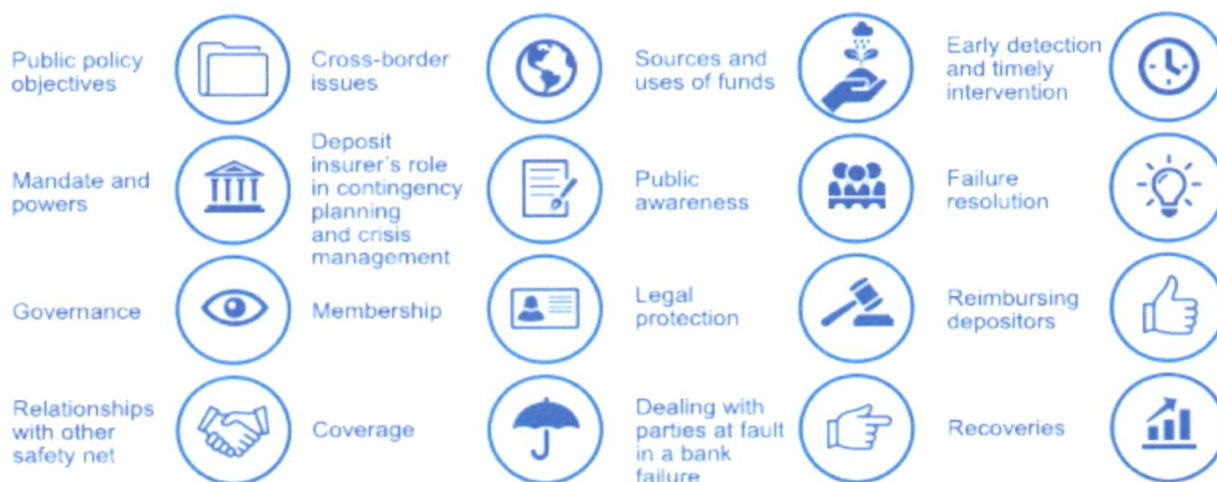 Public policy
objectives
Mandate and
powers
Governance
Relationships
with other
safety net
Cross-border
issues
Deposit
insurer's role
in contingency
planning
and crisis
management
Membership
Coverage
Sources and
uses of funds
Public
awareness
Legal
protection
Dealing with
parties at fault
in a bank
failure
Early detection
and timely
intervention
Failure
resolution
Reimbursing
depositors
Recoveries